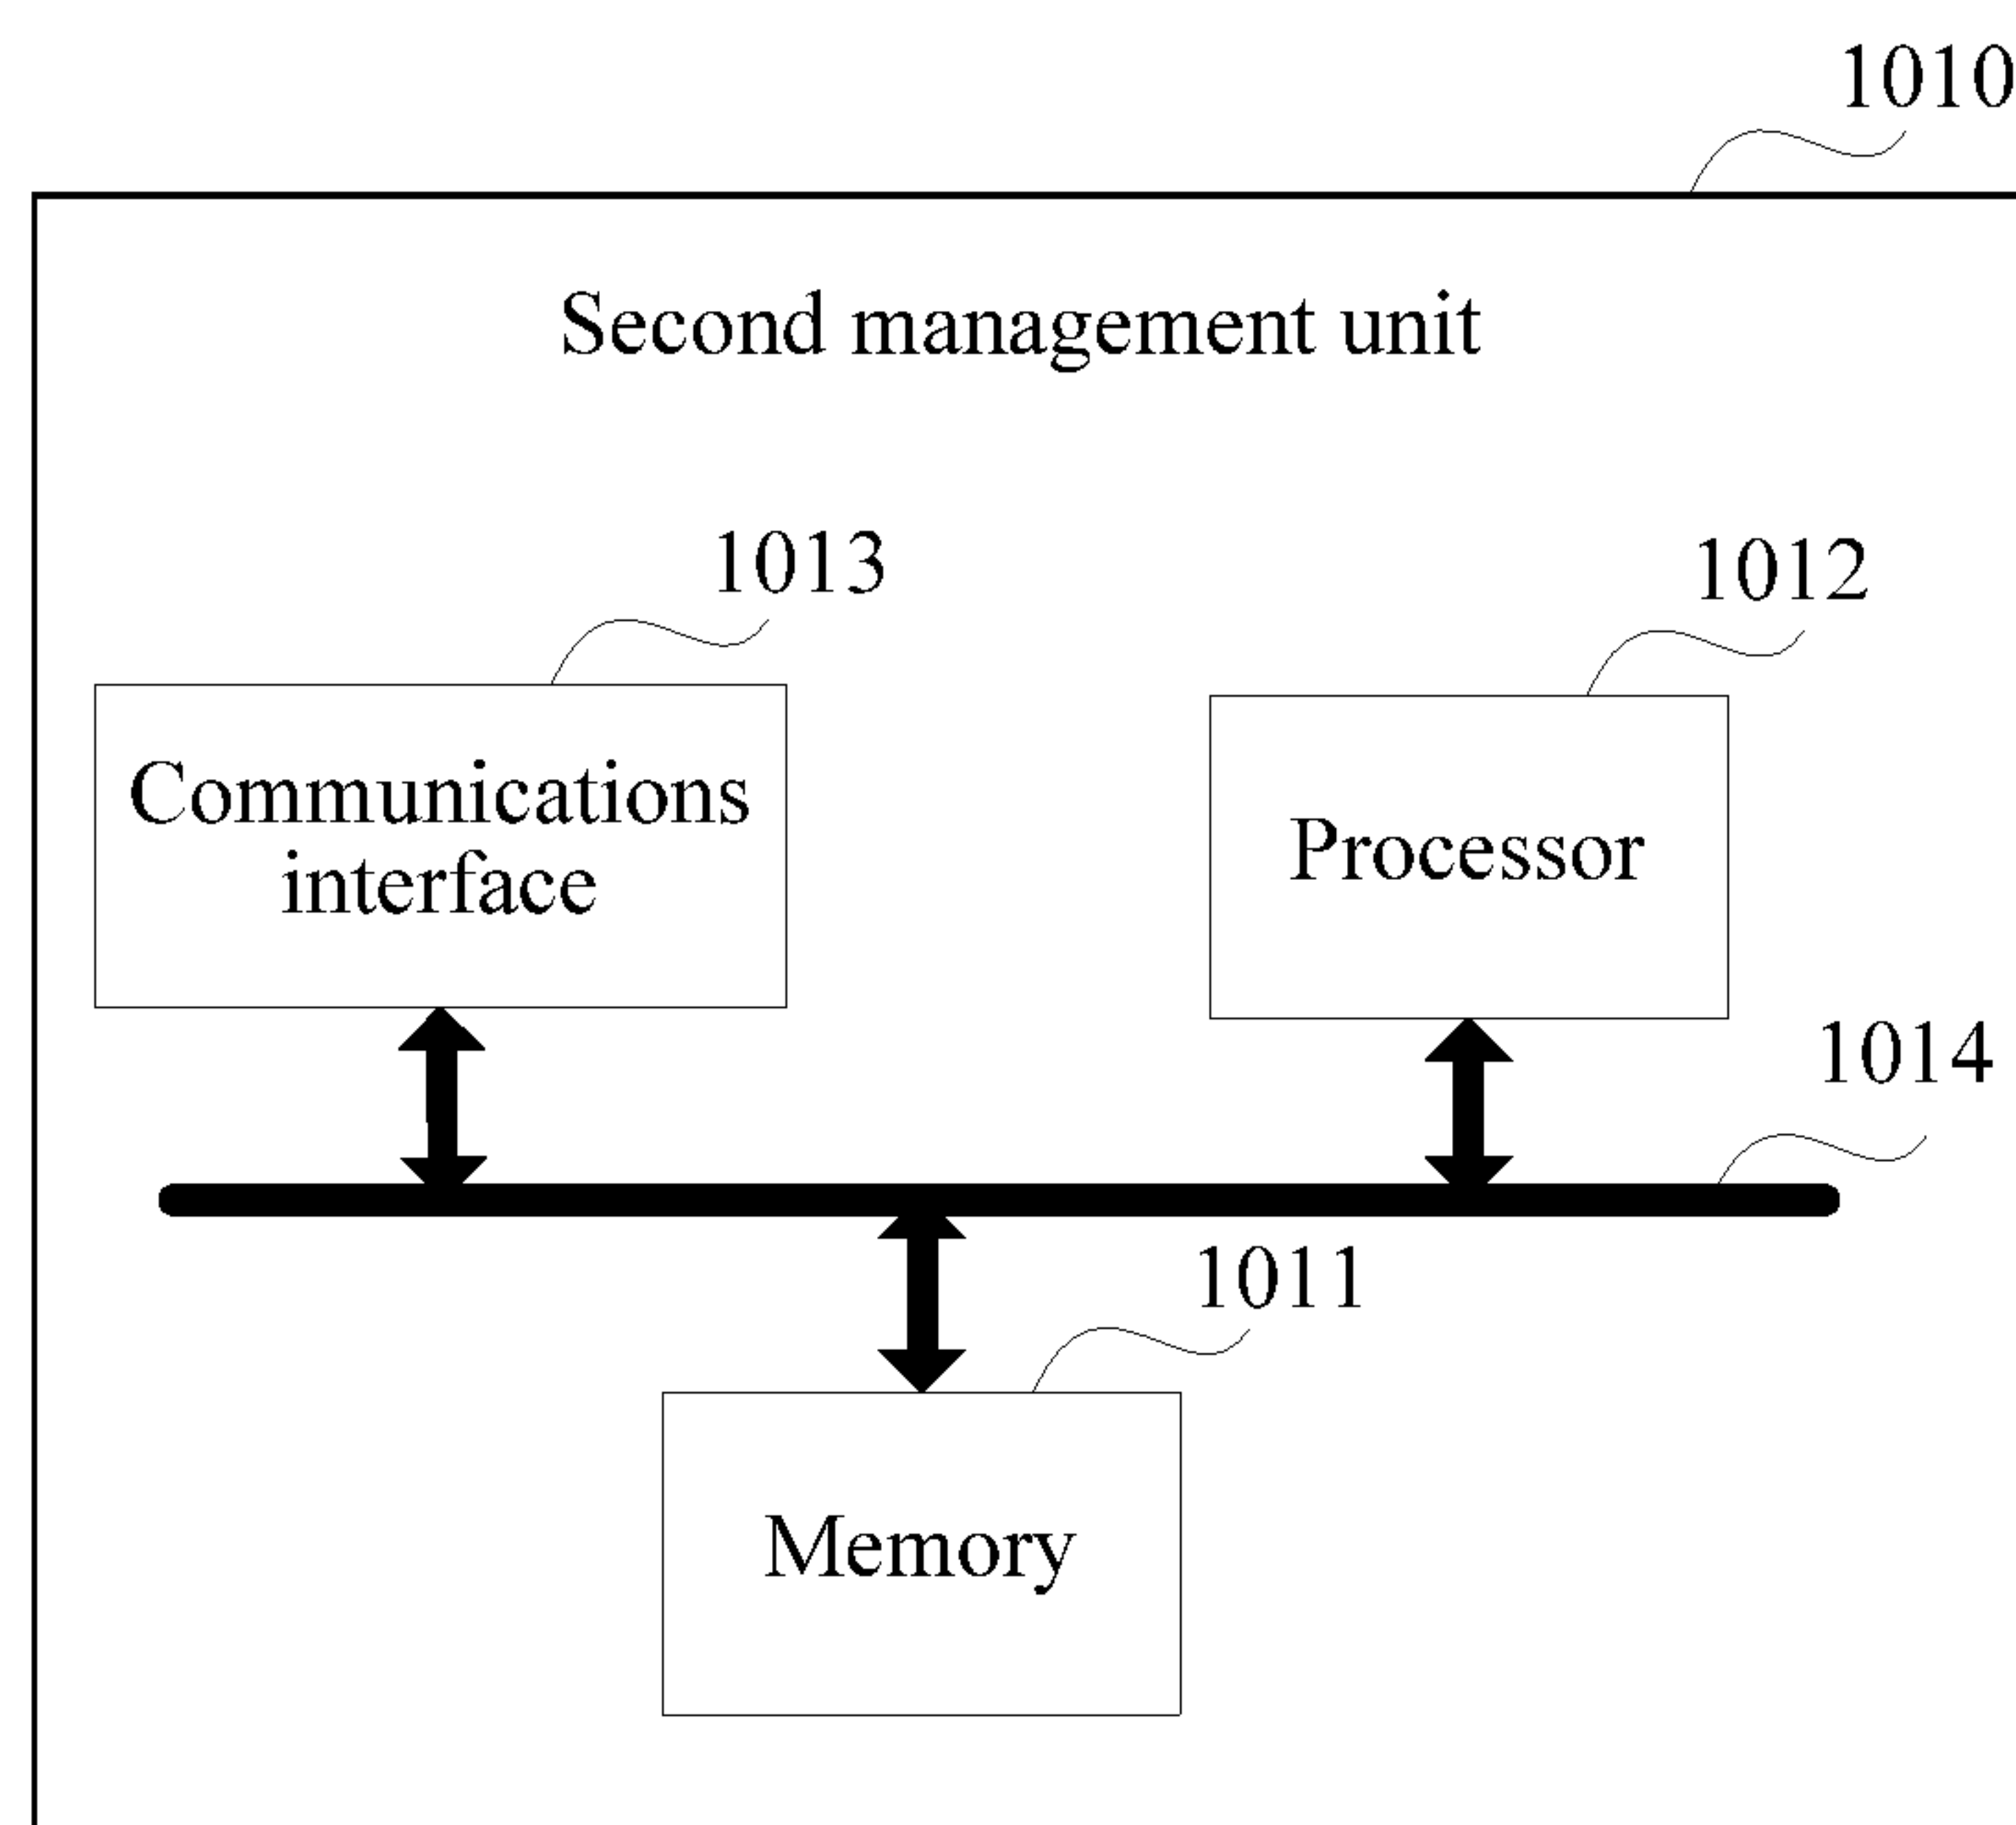 1010
Second management unit
1013
1012
Communications
interface
Processor
1014
1011
Memory